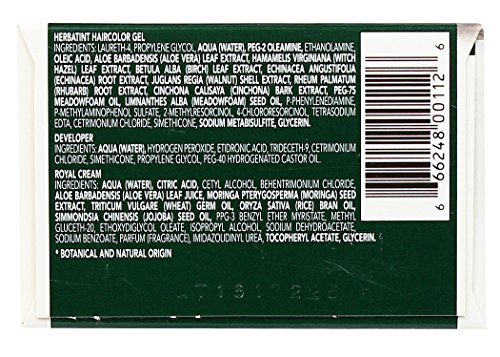 HERBATINT HAIRCOLOR GEL
INGREDIENTS: LAURETH-4, PROPYLENE GLYCOL, AQUA (WATER), PEG-2 OLEAMINE, ETHANOLAMINE,
OLEIC ACID, ALOE BARBADENSIS (ALOE VERA) LEAF EXTRACT, HAMAMELIS VIRGINIANA (WITCH
HAZEL) LEAF EXTRACT, BETULA ALBA (BIRCH) LEAF EXTRACT, ECHINACEA ANGUSTIFOLIA
(ECHINACEA) ROOT EXTRACT, JUGLANS REGIA (WALNUT) SHELL EXTRACT, RHEUM PALMATUM
(RHUBARB) ROOT EXTRACT, CINCHONA CALISAYA (CINCHONA) BARK EXTRACT, PEG-75
MEADOWFOAM OIL, LIMNANTHES ALBA (MEADOWFOAM) SEED OIL, P-PHENYLENEDIAMINE,
P-METHYLAMINOPHENOL SULFATE, 2-METHYLRESORCINOL, 4-CHLORORESORCINOL, TETRASODIUM
EDTA, CETRIMONIUM CHLORIDE, SIMETHICONE, SODIUM METABISULFITE, GLYCERIN.
DEVELOPER
INGREDIENTS: AQUA (WATER), HYDROGEN PEROXIDE, ETIDRONIC ACID, TRIDECETH-9, CETRIMONIUM
CHLORIDE, SIMETHICONE, PROPYLENE GLYCOL, PEG-40 HYDROGENATED CASTOR OIL.
ROYAL CREAM
INGREDIENTS: AQUA (WATER), CITRIC ACID, CETYL ALCOHOL, BEHENTRIMONIUM CHLORIDE,
ALOE BARBADENSIS (ALOE VERA) LEAF JUICE, MORINGA PTERYGOSPERMA (MORINGA) SEED
EXTRACT, TRITICUM VULGARE (WHEAT) GERM OIL, ORYZA SATIVA (RICE) BRAN OIL,
SIMMONDSIA CHINENSIS (JOJOBA) SEED OIL, PPG-3 BENZYL ETHER MYRISTATE, METHYL
GLUCETH-20, ETHOXYDIGLYCOL OLEATE, ISOPROPYL ALCOHOL, SODIUM DEHYDROACETATE,
SODIUM BENZOATE, PARFUM (FRAGRANCE), IMIDAZOLIDINYL UREA, TOCOPHERYL ACETATE, GLYCERIN.
* BOTANICAL AND NATURAL ORIGIN
6 66248 00112 6